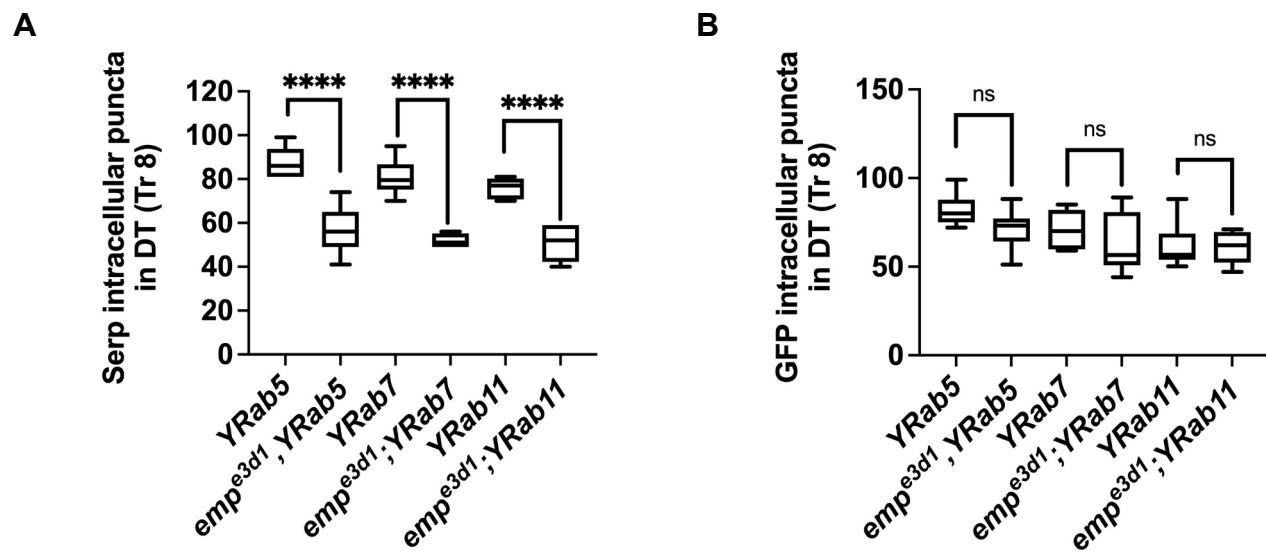 A
Serp intracellular puncta
in DT (Tr 8)
120
100
80
60
40
20
0
****
****
****
YRab5
emp^e3d1, YRab5
YRab7
emp^e3d1;YRab7
YRab11
emp^e3d1;YRab11
B
GFP intracellular puncta
in DT (Tr 8)
150
100
50
0
ns
ns
ns
YRab5
emp^e3d1, YRab5
YRab7
emp^e3d1;YRab7
YRab11
emp^e3d1;YRab11